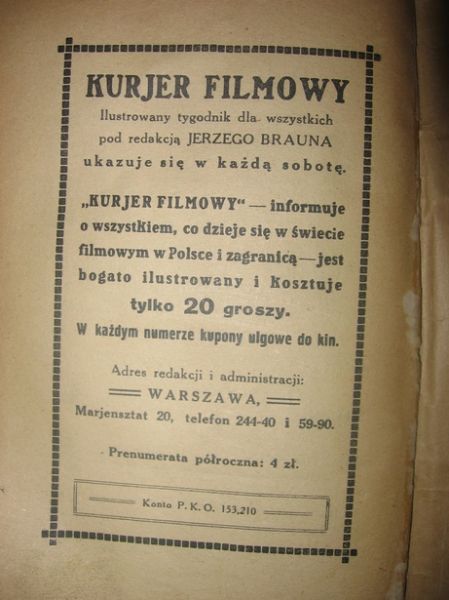 KURJER FILMOWY
Ilustrowany tygodnik dla wszystkich
pod redakcją JERZEGO BRAUNA
ukazuje się w każdą sobotę.
„KURJER FILMOWY“ — informuje
o wszystkiem, co dzieje się w świecie
filmowym w Polsce i zagranicą—jest
bogato ilustrowany i Kosztuje
tylko 20 groszy.
W każdym numerze kupony ulgowe do kin.
Adres redakcji i administracji:
WARSZAWA,
Marjensztat 20, telefon 244-40 i 59-90.
Prenumerata półroczna: 4 zł.
Konto P. K. O. 153,210